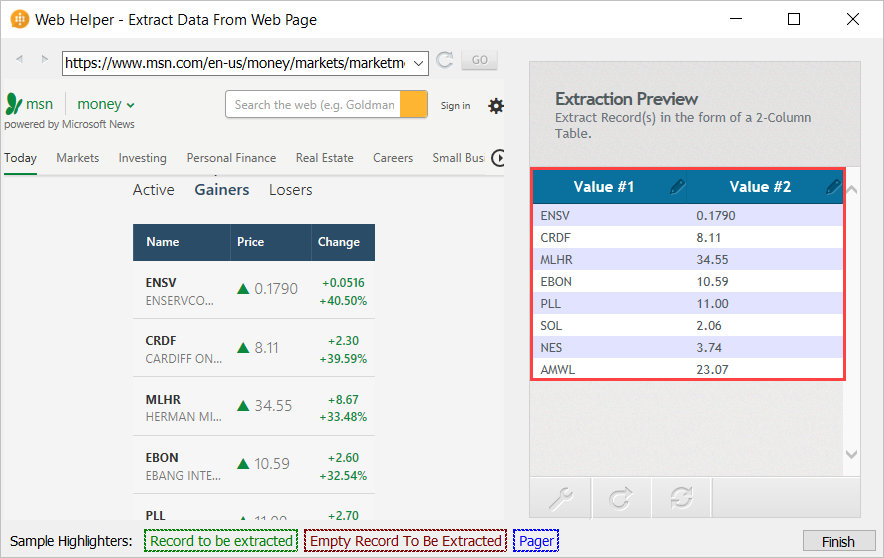 Web Helper - Extract Data From Web Page
https://www.msn.com/en-us/money/markets/marketm
GO
msn money
powered by Microsoft News
Search the web (e.g. Goldman
Sign in
Today Markets Investing Personal Finance Real Estate Careers Small Busi
Active Gainers Losers
Name Price Change
ENSV
ENSERVCO...
0.1790
+0.0516
+40.50%
CRDF
CARDIFF ON...
8.11
+2.30
+39.59%
MLHR
HERMAN MI...
34.55
+8.67
+33.48%
EBON
EBANG INTE...
10.59
+2.60
+32.54%
PLL
11.00
+2.70
Extraction Preview
Extract Record(s) in the form of a 2-Column
Table.
Value #1 Value #2
ENSV 0.1790
CRDF 8.11
MLHR 34.55
EBON 10.59
PLL 11.00
SOL 2.06
NES 3.74
AMWL 23.07
Sample Highlighters: Record to be extracted Empty Record To Be Extracted Pager
Finish